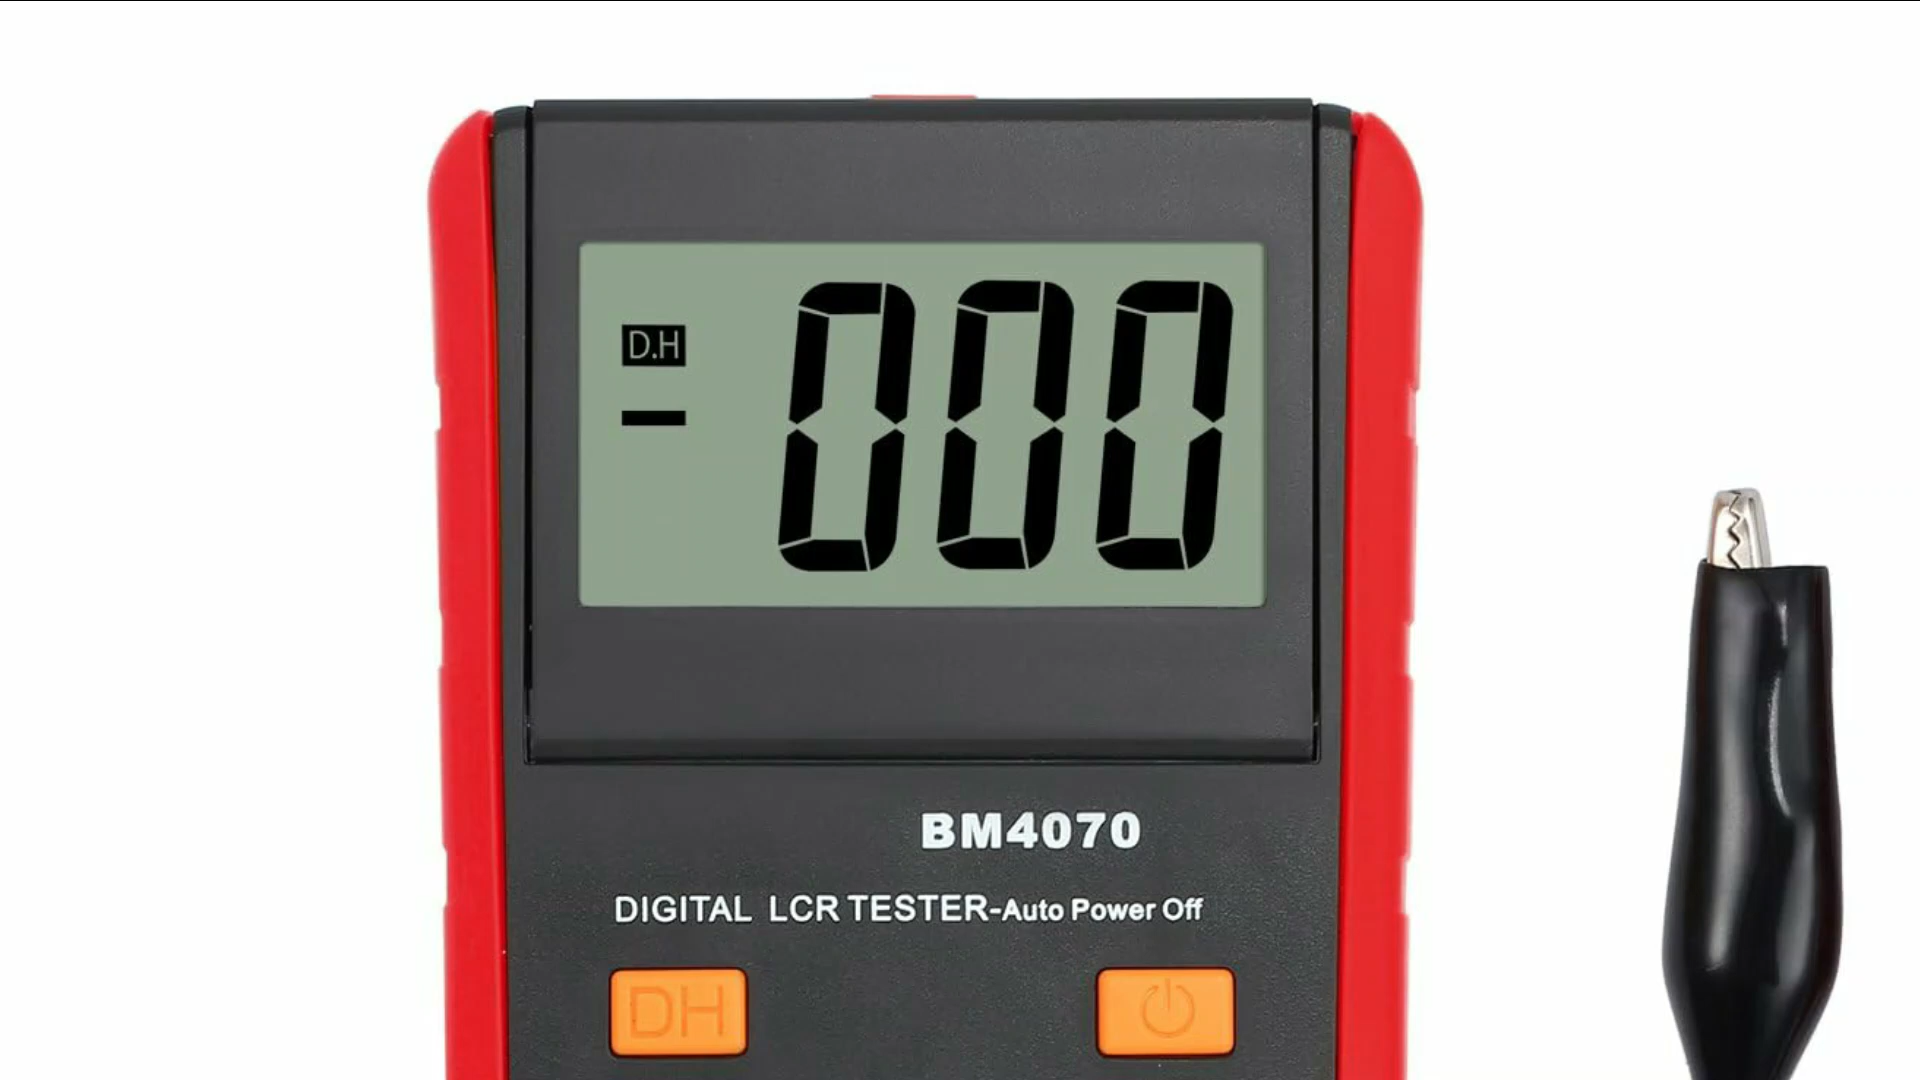 D.H
- 000
BM4070
DIGITAL LCR TESTER-Auto Power Off
DH